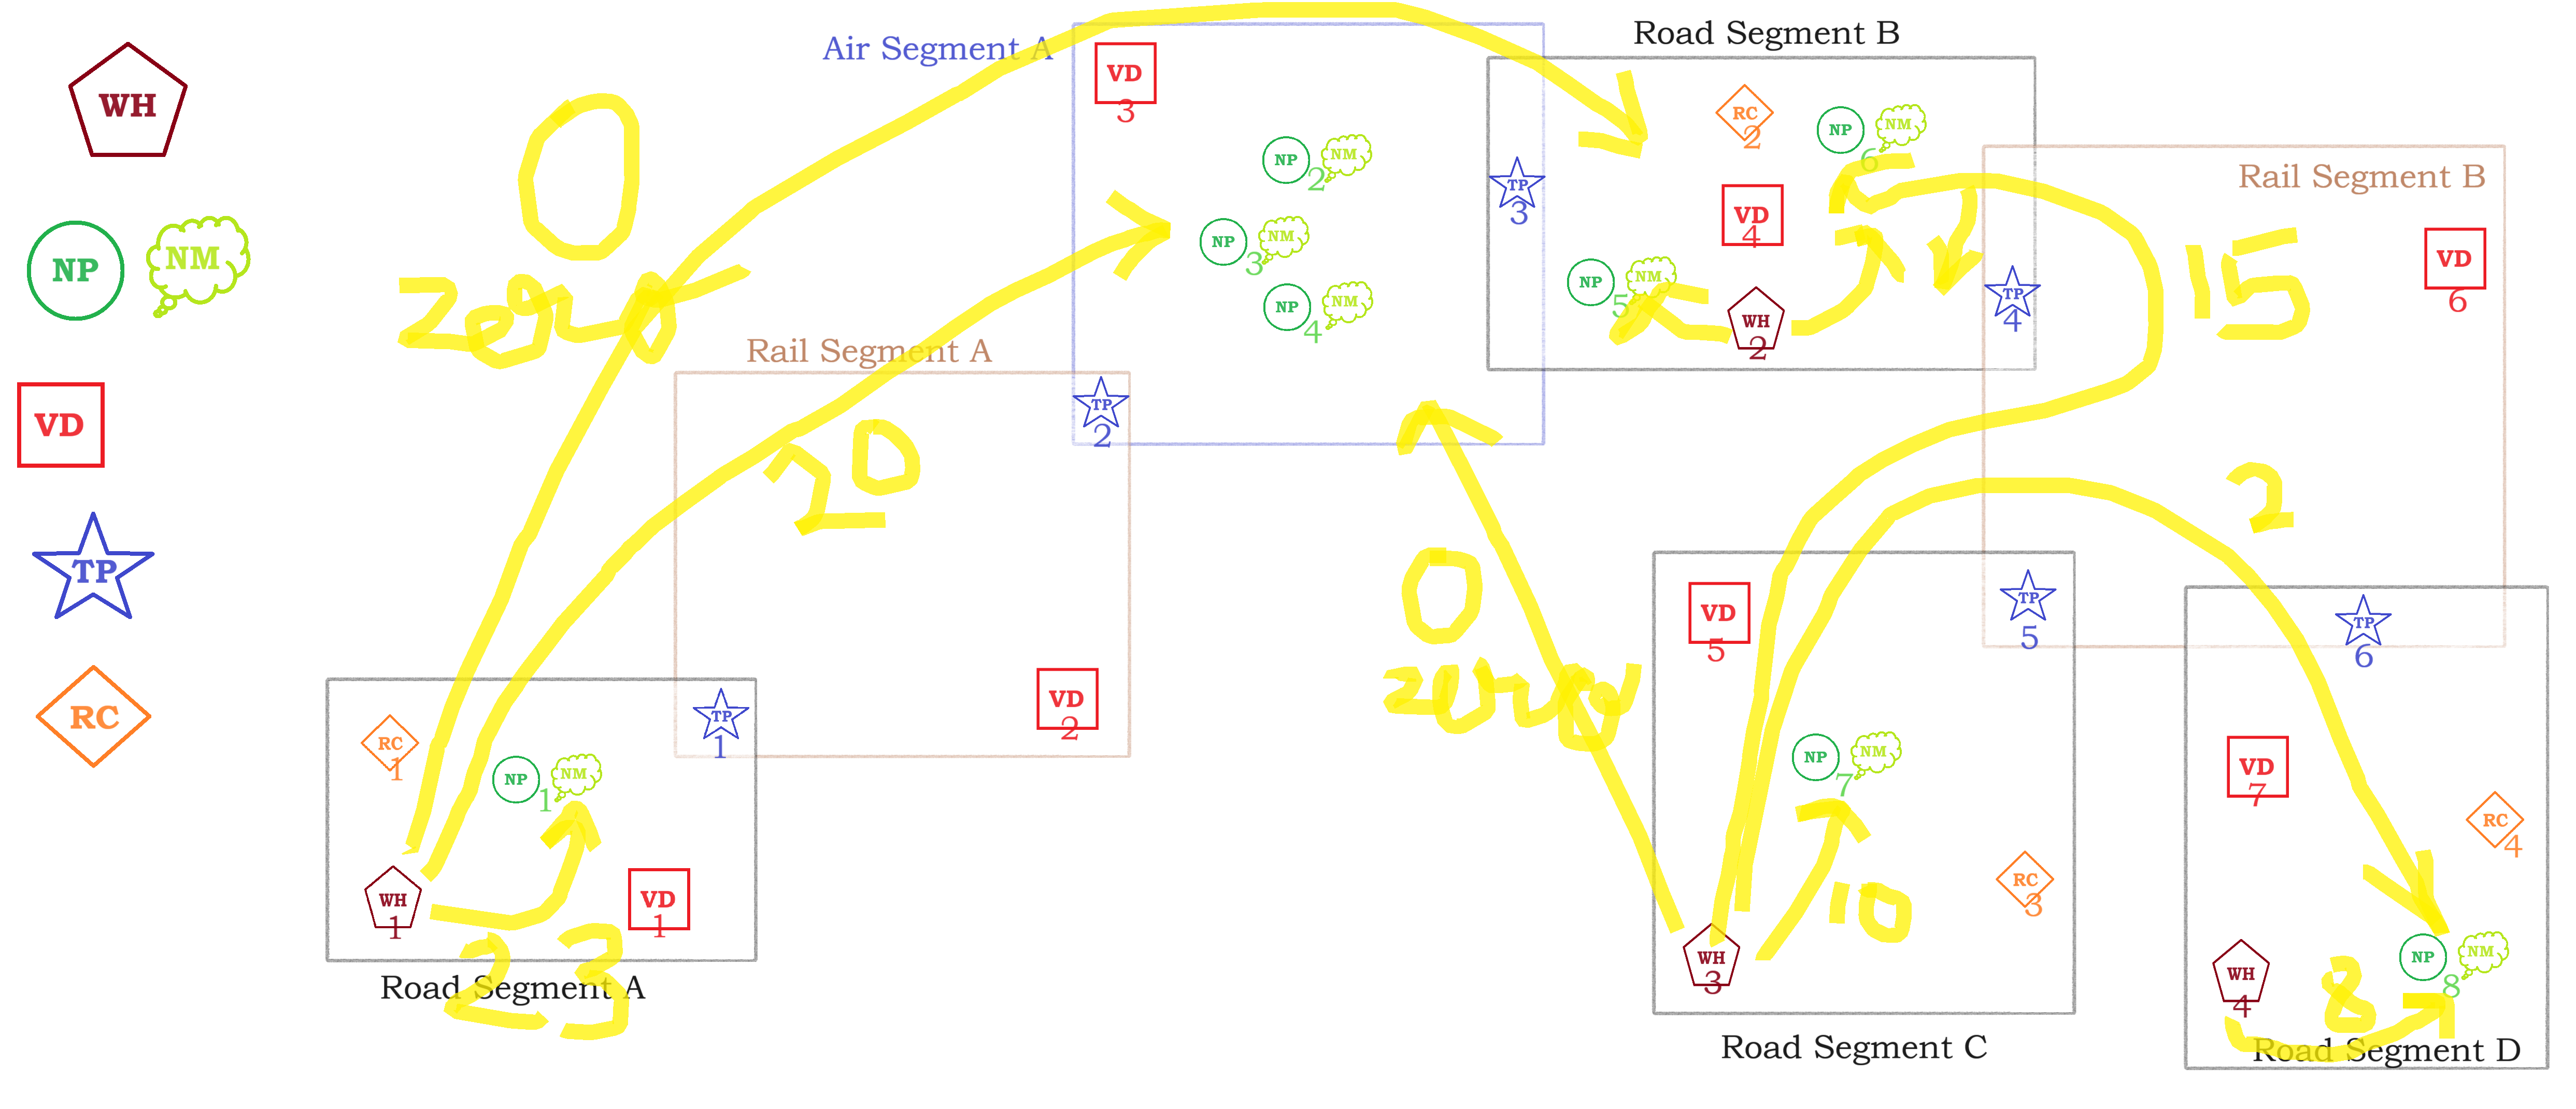 WH
NP NM
VD
TP
RC
Air Segment A
VD
3
NP 2 NM
NP 3 NM
NP 4 NM
TP
2
TP
3
Road Segment B
RC
2
NP 6 NM
VD
4
NP 5 NM
WH
2
TP
4
Rail Segment B
VD
6
15
2
0
zero
Rail Segment A
20
TP
1
VD
2
RC
1
NP 1 NM
WH
1
VD
1
23
Road Segment A
0
zero
VD
5
TP
5
NP 7 NM
10
RC
3
WH
3
Road Segment C
TP
6
VD
7
RC
4
NP 8 NM
WH
4
8
Road Segment D